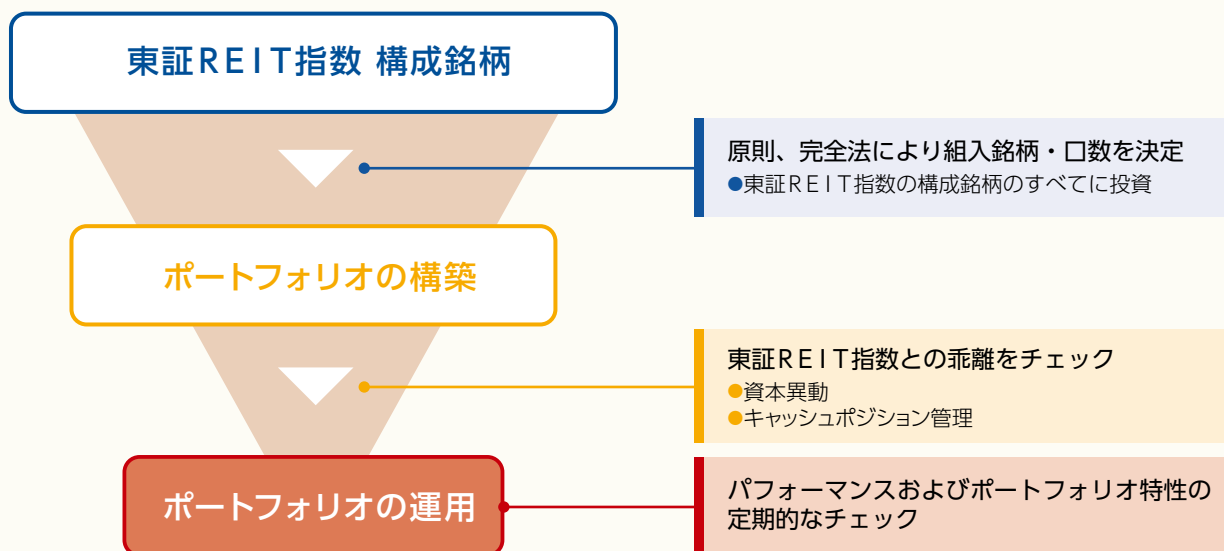 東証REIT指数 構成銘柄
原則、完全法により組入銘柄・口数を決定
●東証REIT指数の構成銘柄のすべてに投資
ポートフォリオの構築
東証REIT指数との乖離をチェック
●資本異動
●キャッシュポジション管理
ポートフォリオの運用
パフォーマンスおよびポートフォリオ特性の
定期的なチェック